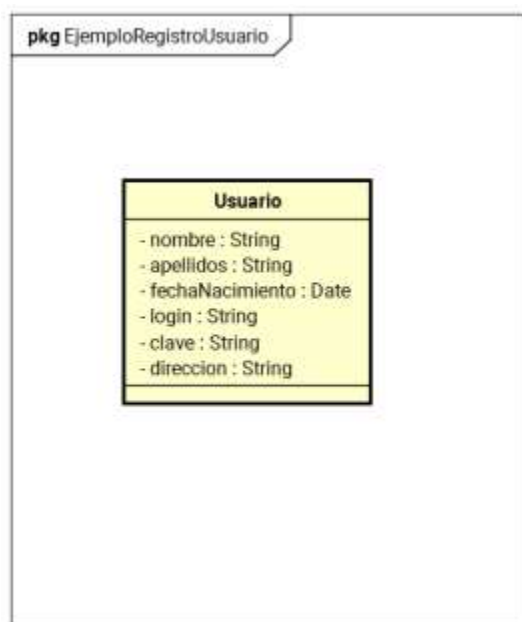 pkg EjemploRegistroUsuario
Usuario
- nombre : String
- apellidos : String
- fechaNacimiento : Date
- login : String
- clave : String
- direccion : String